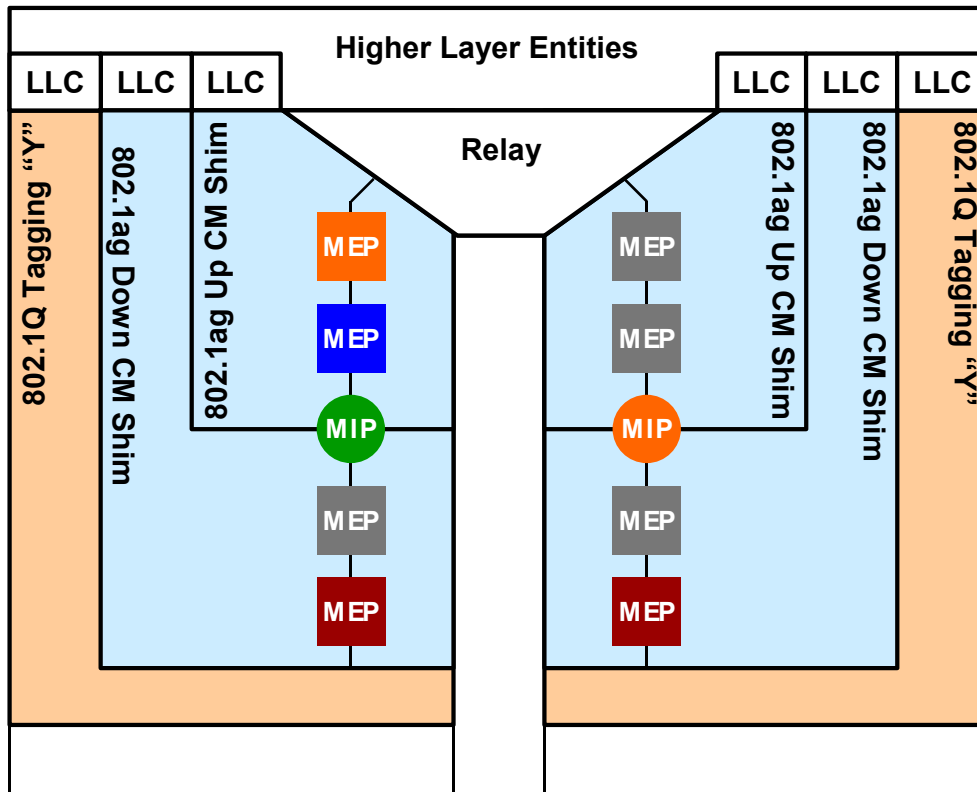 Higher Layer Entities
LLC
LLC
LLC
LLC
LLC
LLC
Relay
802.1Q Tagging “Y”
802.1ag Down CM Shim
802.1ag Up CM Shim
802.1ag Up CM Shim
802.1ag Down CM Shim
802.1Q Tagging “Y”
MEP
MEP
MEP
MEP
MIP
MIP
MEP
MEP
MEP
MEP